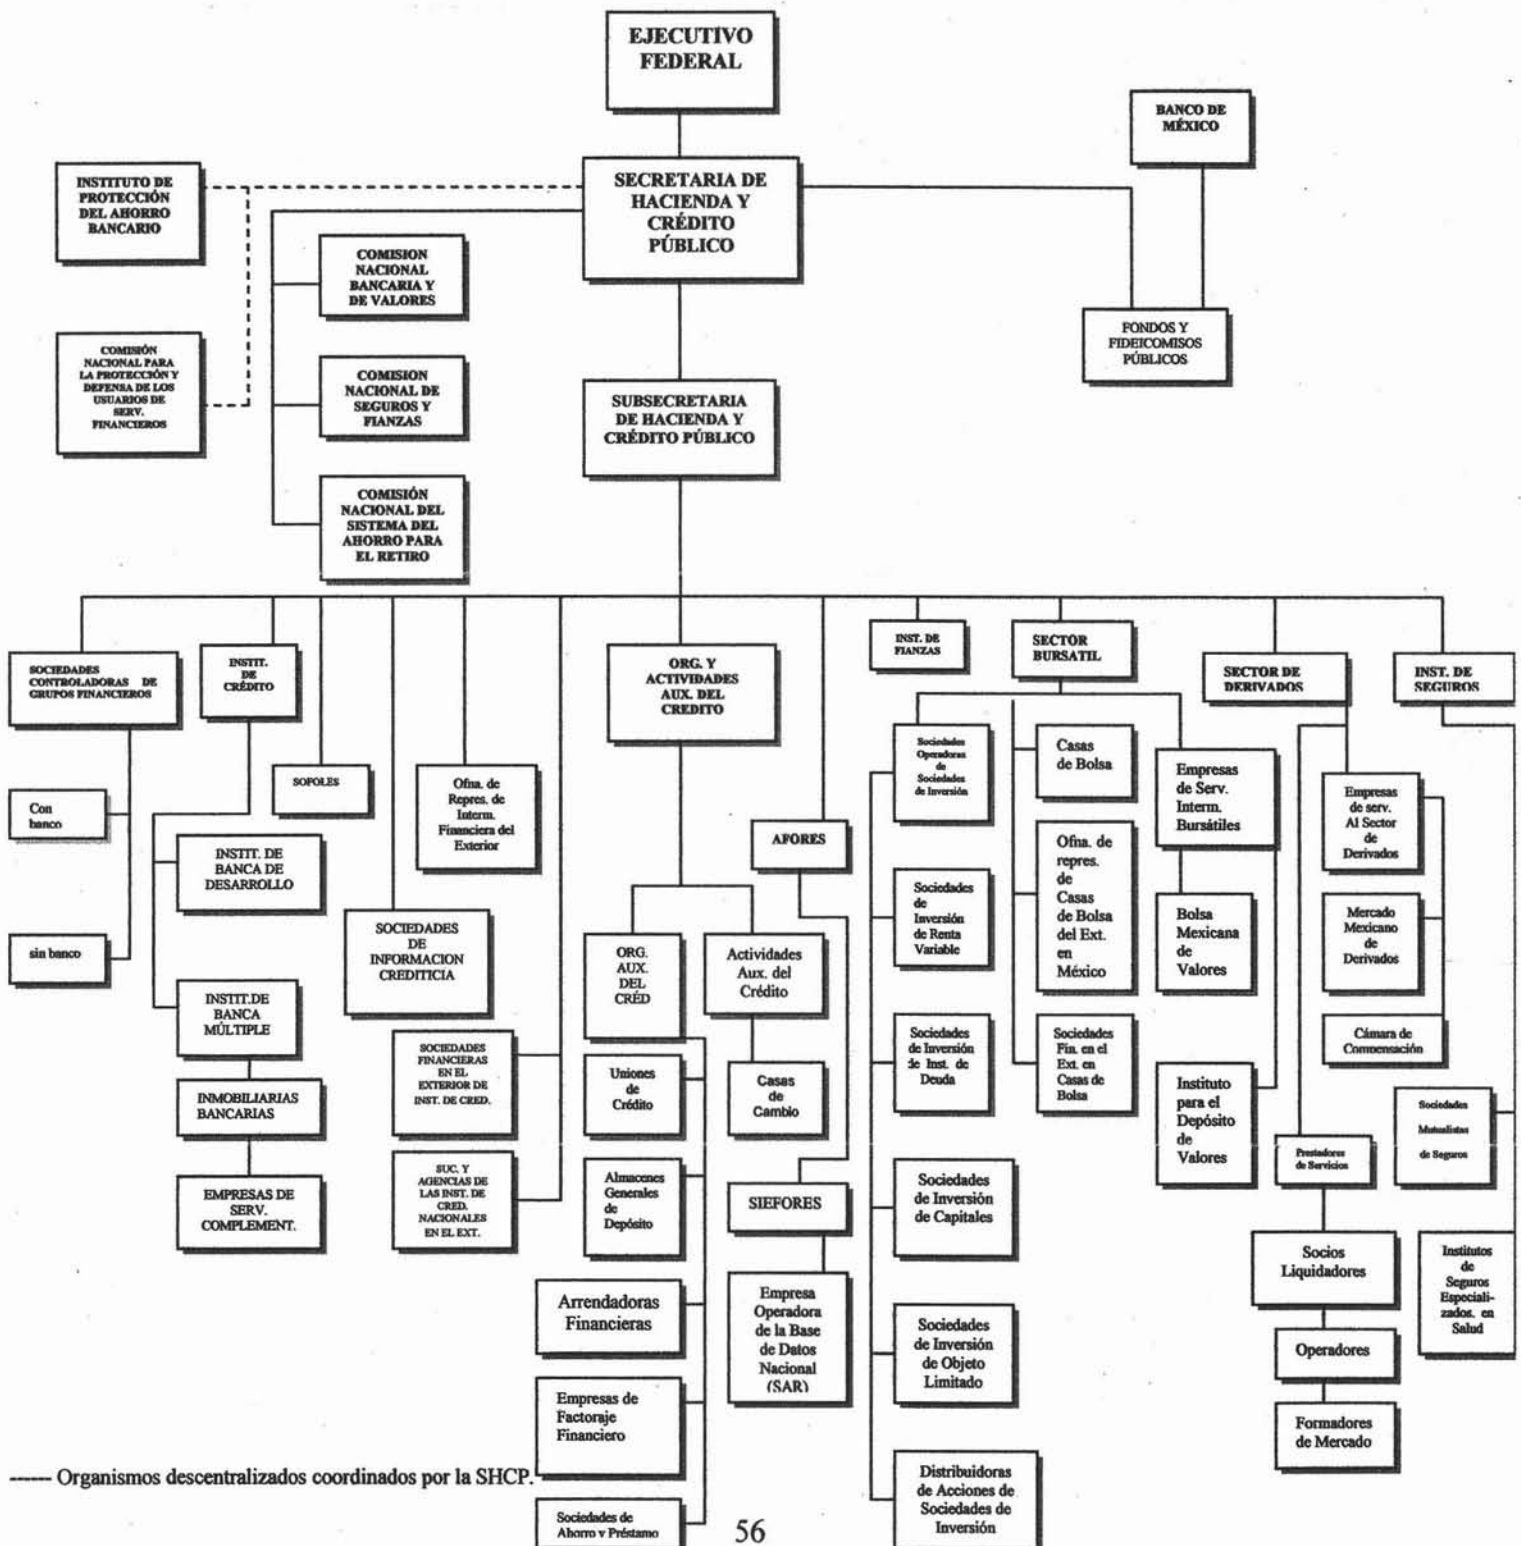 EJECUTIVO
FEDERAL
BANCO DE
MÉXICO
INSTITUTO DE
PROTECCIÓN
DEL AHORRO
BANCARIO
SECRETARIA DE
HACIENDA Y
CRÉDITO
PÚBLICO
COMISION
NACIONAL
BANCARIA Y
DE VALORES
FONDOS Y
FIDEICOMISOS
PÚBLICOS
COMISIÓN
NACIONAL PARA
LA PROTECCIÓN Y
DEFENSA DE LOS
USUARIOS DE
SERV.
FINANCIEROS
COMISION
NACIONAL DE
SEGUROS Y
FIANZAS
SUBSECRETARIA
DE HACIENDA Y
CRÉDITO PÚBLICO
COMISIÓN
NACIONAL DEL
SISTEMA DEL
AHORRO PARA
EL RETIRO
SOCIEDADES
CONTROLADORAS DE
GRUPOS FINANCIEROS
INSTIT.
DE
CRÉDITO
ORG. Y
ACTIVIDADES
AUX. DEL
CREDITO
INST. DE
FIANZAS
SECTOR
BURSATIL
SECTOR DE
DERIVADOS
INST. DE
SEGUROS
Con
banco
sin banco
INSTIT. DE
BANCA DE
DESARROLLO
INSTIT.DE
BANCA
MÚLTIPLE
INMOBILIARIAS
BANCARIAS
EMPRESAS DE
SERV.
COMPLEMENT.
SOFOLES
SOCIEDADES
DE
INFORMACION
CREDITICIA
Ofna. de
Repres. de
Interm.
Financiera del
Exterior
SOCIEDADES
FINANCIERAS
EN EL
EXTERIOR DE
INST. DE CRED.
SUC. Y
AGENCIAS DE
LAS INST. DE
CRED.
NACIONALES
EN EL EXT.
ORG.
AUX.
DEL
CRÉD
Uniones
de
Crédito
Almacenes
Generales
de
Depósito
Arrendadoras
Financieras
Empresas de
Factoraje
Financiero
Sociedades de
Ahorro y Préstamo
Actividades
Aux. del
Crédito
Casas
de
Cambio
AFORES
SIEFORES
Empresa
Operadora
de la Base
de Datos
Nacional
(SAR)
Sociedades
Operadoras
de
Sociedades
de Inversión
Sociedades
de
Inversión
de Renta
Variable
Sociedades
de Inversión
de Inst. de
Deuda
Sociedades
de Inversión
de Capitales
Sociedades
de Inversión
de Objeto
Limitado
Distribuidoras
de Acciones de
Sociedades de
Inversión
Casas
de Bolsa
Ofna. de
repres.
de
Casas
de Bolsa
del Ext.
en
México
Sociedades
Fin. en el
Ext. en
Casas de
Bolsa
Empresas
de Serv.
Interm.
Bursátiles
Bolsa
Mexicana
de
Valores
Instituto
para el
Depósito
de
Valores
Empresas
de serv.
Al Sector
de
Derivados
Mercado
Mexicano
de
Derivados
Cámara de
Compensación
Prestadores
de Servicios
Socios
Liquidadores
Operadores
Formadores
de Mercado
Sociedades
Mutualistas
de Seguros
Institutos
de
Seguros
Especiali-
zados. en
Salud
----- Organismos descentralizados coordinados por la SHCP.
56